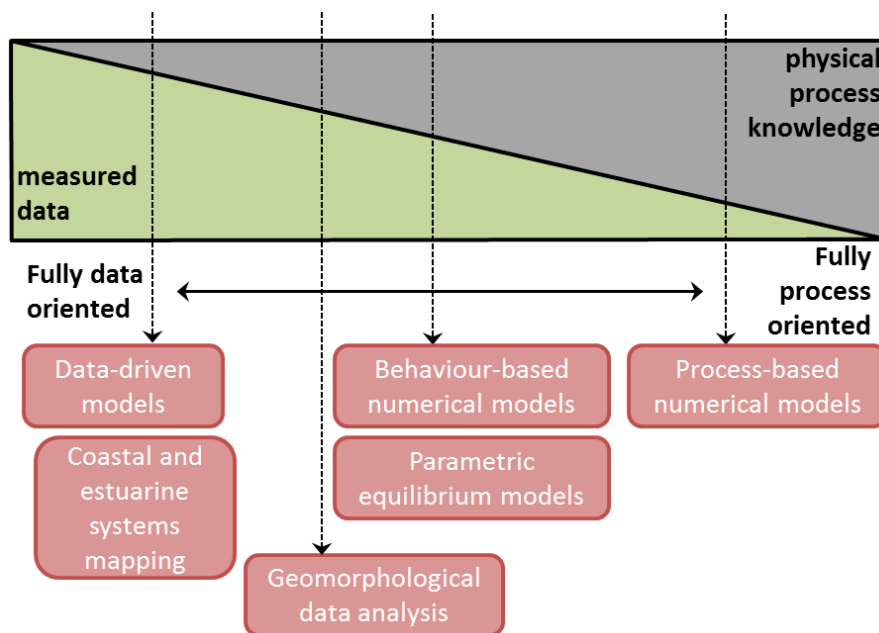 physical
process
knowledge
measured
data
Fully data
oriented
Fully
process
oriented
Data-driven
models
Behaviour-based
numerical models
Process-based
numerical models
Coastal and
estuarine
systems
mapping
Parametric
equilibrium models
Geomorphological
data analysis